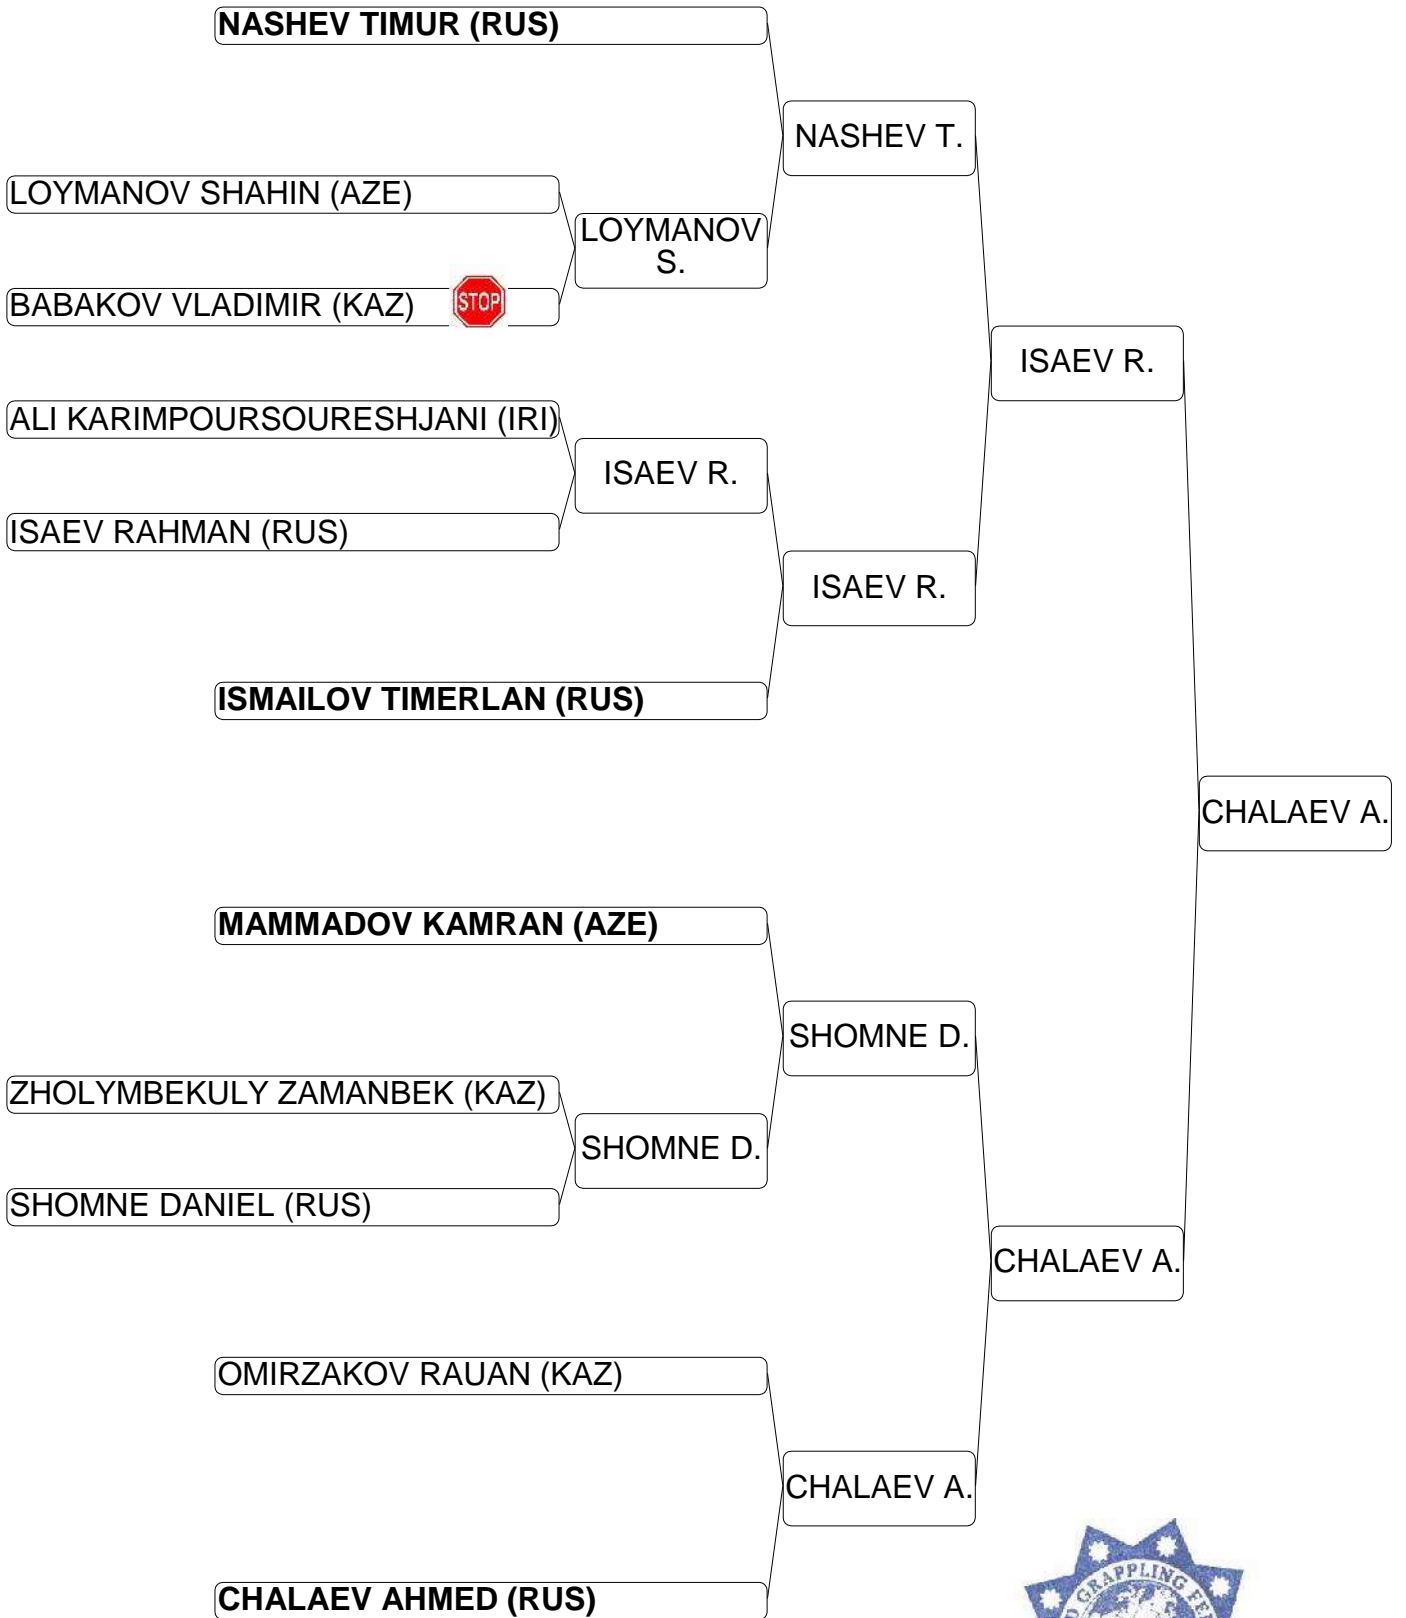 NASHEV TIMUR (RUS)
NASHEV T.
LOYMANOV SHAHIN (AZE)
LOYMANOV
S.
BABAKOV VLADIMIR (KAZ)
STOP
ISAEV R.
ALI KARIMPOURSOURESHJANI (IRI)
ISAEV R.
ISAEV RAHMAN (RUS)
ISAEV R.
ISMAILOV TIMERLAN (RUS)
CHALAEV A.
MAMMADOV KAMRAN (AZE)
SHOMNE D.
ZHOLYMBEKULY ZAMANBEK (KAZ)
SHOMNE D.
SHOMNE DANIEL (RUS)
CHALAEV A.
OMIRZAKOV RAUAN (KAZ)
CHALAEV A.
CHALAEV AHMED (RUS)
GRAPPLING